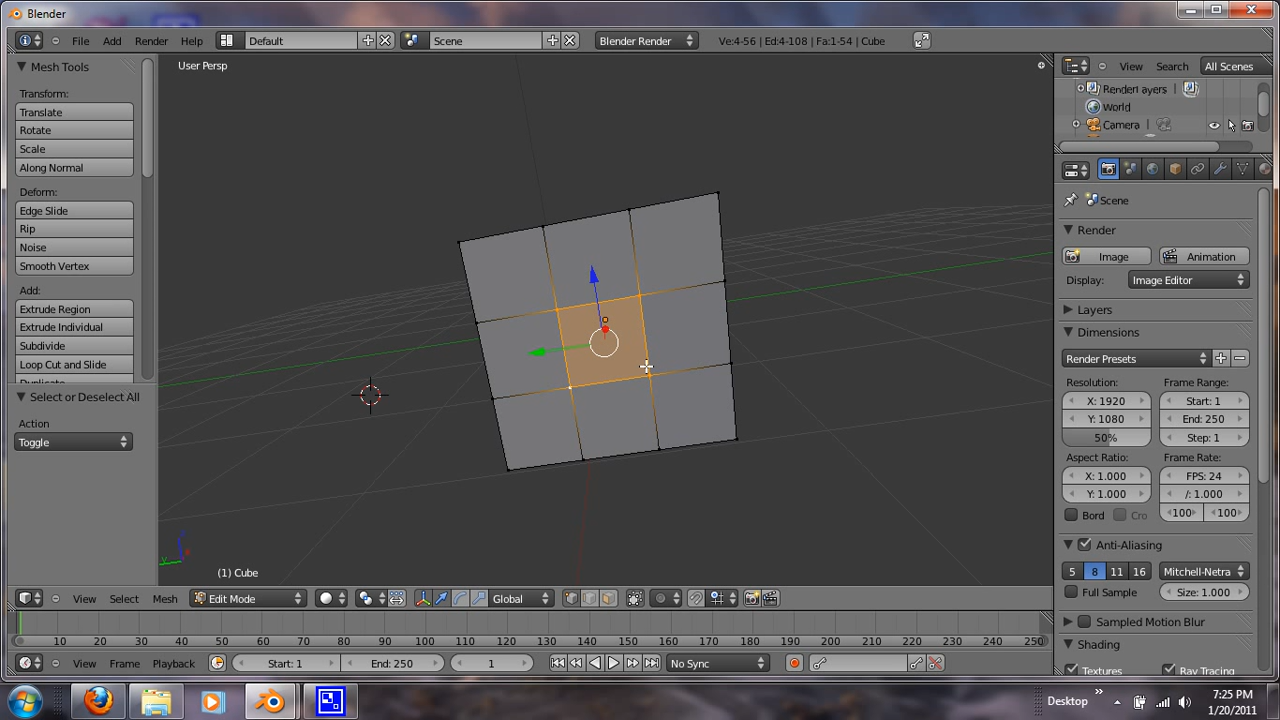 Blender
File Add Render Help Default Scene Blender Render Ve:4-56 | Ed:4-108 | Fa:1-54 | Cube
Mesh Tools
Transform:
Translate
Rotate
Scale
Along Normal
Deform:
Edge Slide
Rip
Noise
Smooth Vertex
Add:
Extrude Region
Extrude Individual
Subdivide
Loop Cut and Slide
Duplicate
Select or Deselect All
Action
Toggle
User Persp
(1) Cube
View Select Mesh Edit Mode Global
View Search All Scenes
RenderLayers |
World
Camera |
Scene
Render
Image Animation
Display: Image Editor
Layers
Dimensions
Render Presets
Resolution: Frame Range:
X: 1920 Start: 1
Y: 1080 End: 250
50% Step: 1
Aspect Ratio: Frame Rate:
X: 1.000 FPS: 24
Y: 1.000 /: 1.000
Bord Cro 100 100
Anti-Aliasing
5 8 11 16 Mitchell-Netra
Full Sample Size: 1.000
Sampled Motion Blur
Shading
Textures Ray Tracing
10 20 30 40 50 60 70 80 90 100 110 120 130 140 150 160 170 180 190 200 210 220 230 240 250
View Frame Playback Start: 1 End: 250 1 No Sync
Desktop
7:25 PM
1/20/2011